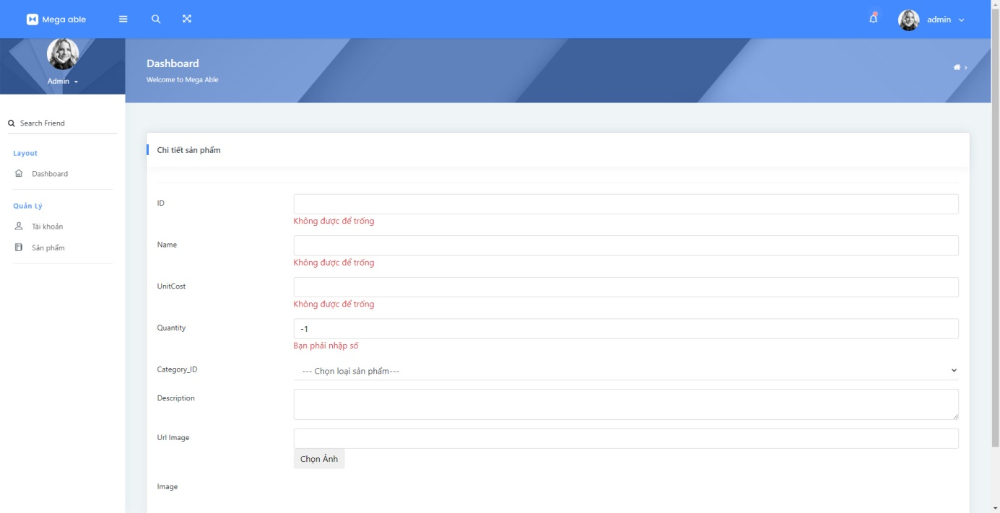 Mega able
admin
Admin
Dashboard
Welcome to Mega Able
Search Friend
Layout
Dashboard
Quản Lý
Tài khoản
Sản phẩm
Chi tiết sản phẩm
ID
Không được để trống
Name
Không được để trống
UnitCost
Không được để trống
Quantity
-1
Bạn phải nhập số
Category_ID
--- Chọn loại sản phẩm---
Description
Url Image
Chọn Ảnh
Image